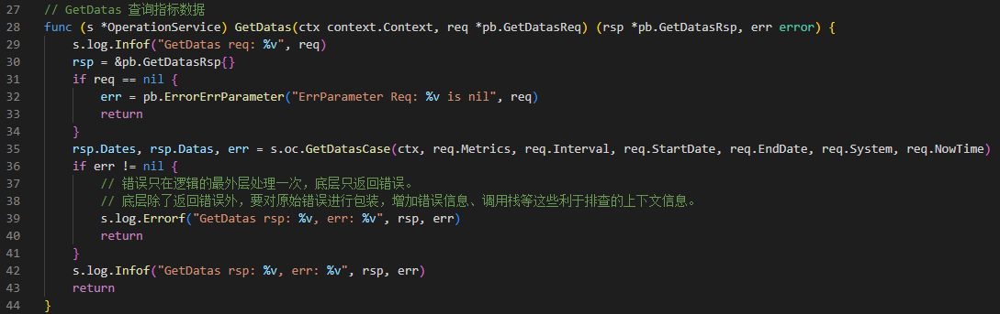 27 // GetDatas 查询指标数据
28 func (s *OperationService) GetDatas(ctx context.Context, req *pb.GetDatasReq) (rsp *pb.GetDatasRsp, err error) {
29     s.log.Infof("GetDatas req: %v", req)
30     rsp = &pb.GetDatasRsp{}
31     if req == nil {
32         err = pb.ErrorErrParameter("ErrParameter Req: %v is nil", req)
33         return
34     }
35     rsp.Dates, rsp.Datas, err = s.oc.GetDatasCase(ctx, req.Metrics, req.Interval, req.StartDate, req.EndDate, req.System, req.NowTime)
36     if err != nil {
37         // 错误只在逻辑的最外层处理一次，底层只返回错误。
38         // 底层除了返回错误外，要对原始错误进行包装，增加错误信息、调用栈等这些利于排查的上下文信息。
39         s.log.Errorf("GetDatas rsp: %v, err: %v", rsp, err)
40         return
41     }
42     s.log.Infof("GetDatas rsp: %v, err: %v", rsp, err)
43     return
44 }